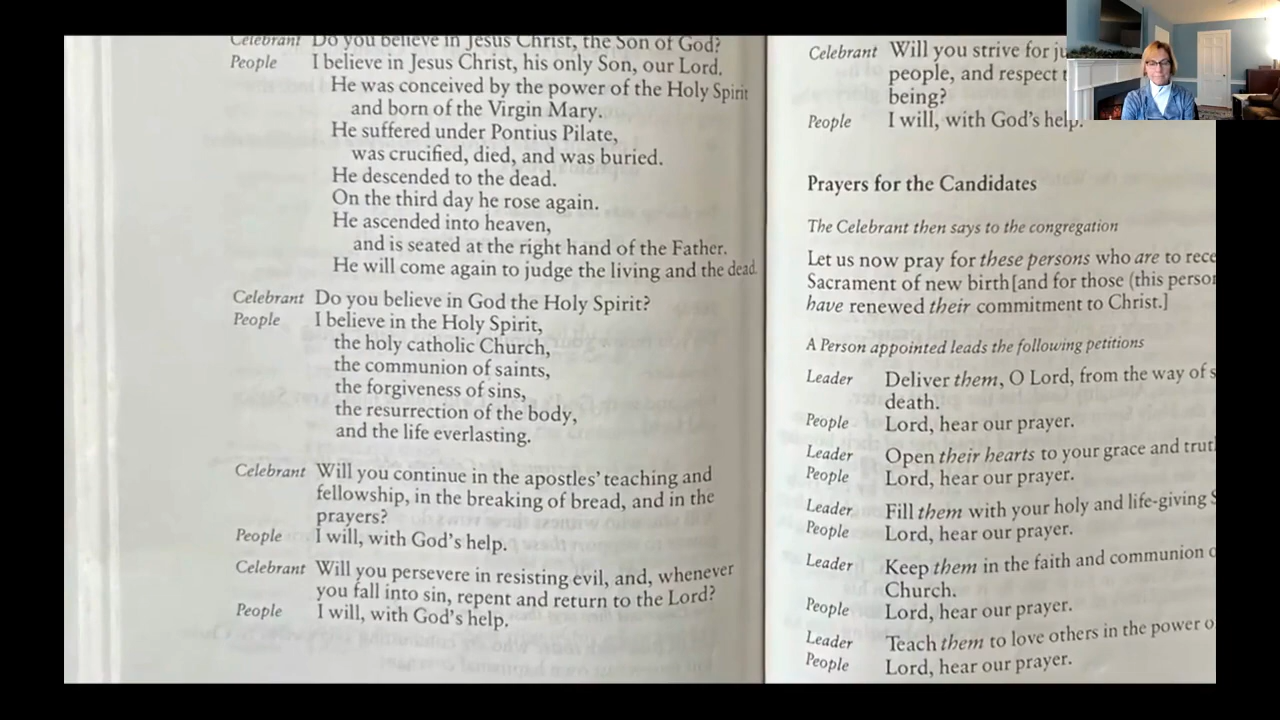 Celebrant Do you believe in Jesus Christ, the Son of God?
People I believe in Jesus Christ, his only Son, our Lord.
He was conceived by the power of the Holy Spirit
and born of the Virgin Mary.
He suffered under Pontius Pilate,
was crucified, died, and was buried.
He descended to the dead.
On the third day he rose again.
He ascended into heaven,
and is seated at the right hand of the Father.
He will come again to judge the living and the dead.
Celebrant Do you believe in God the Holy Spirit?
People I believe in the Holy Spirit,
the holy catholic Church,
the communion of saints,
the forgiveness of sins,
the resurrection of the body,
and the life everlasting.
Celebrant Will you continue in the apostles' teaching and
fellowship, in the breaking of bread, and in the
prayers?
People I will, with God's help.
Celebrant Will you persevere in resisting evil, and, whenever
you fall into sin, repent and return to the Lord?
People I will, with God's help.
Celebrant Will you strive for
people, and respect
being?
People I will, with God's help.
Prayers for the Candidates
The Celebrant then says to the congregation
Let us now pray for these persons who are to
Sacrament of new birth[and for those (this
have renewed their commitment to Christ.]
A Person appointed leads the following petitions
Leader Deliver them, O Lord, from the way of
death.
People Lord, hear our prayer.
Leader Open their hearts to your grace and
People Lord, hear our prayer.
Leader Fill them with your holy and life-giving
People Lord, hear our prayer.
Leader Keep them in the faith and communion
Church.
People Lord, hear our prayer.
Leader Teach them to love others in the power
People Lord, hear our prayer.